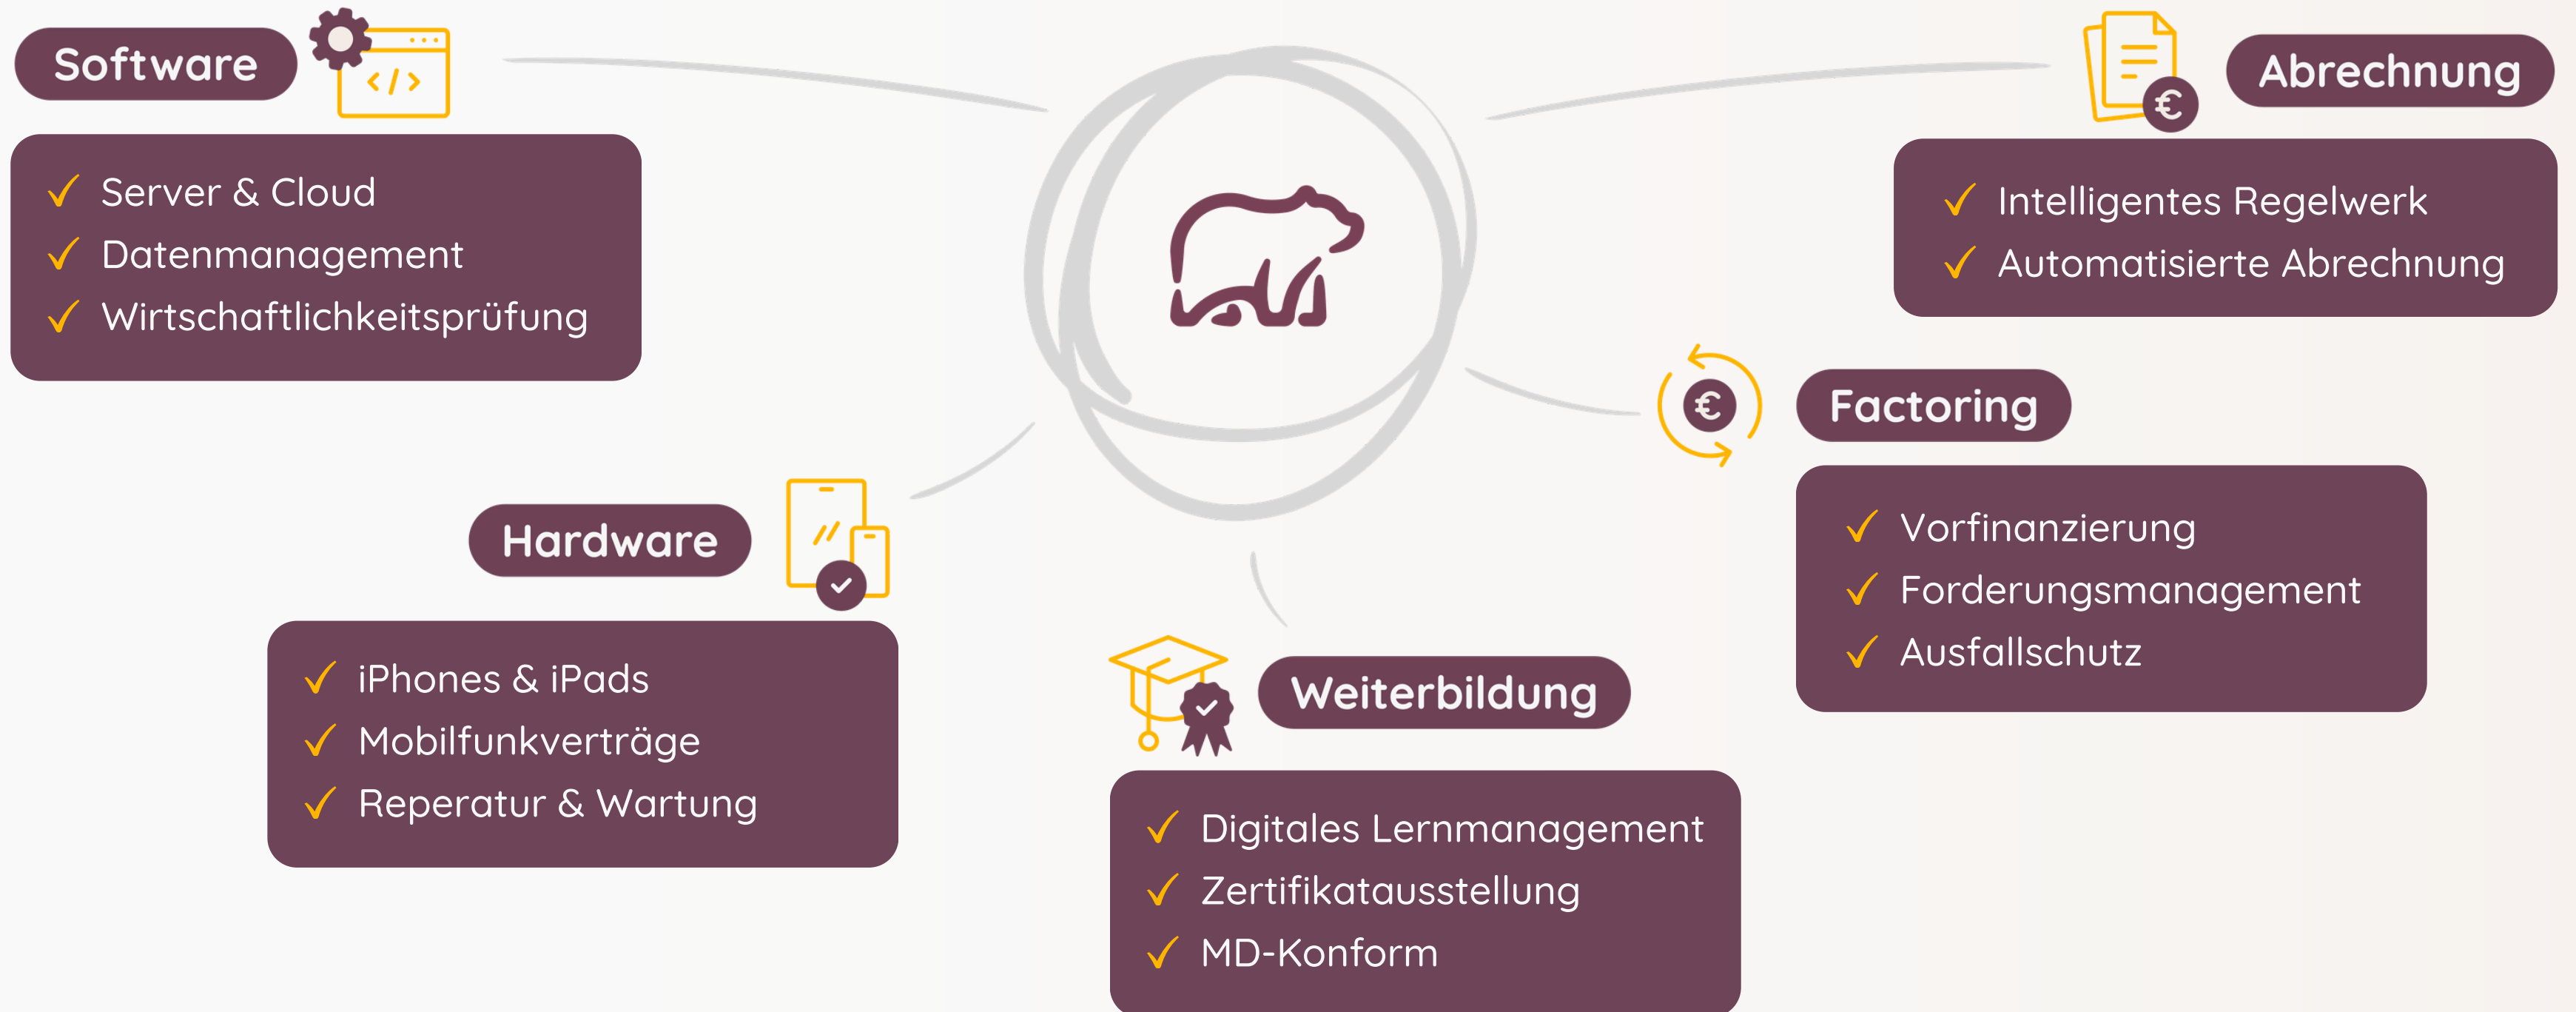 Software
Server & Cloud
Datenmanagement
Wirtschaftlichkeitsprüfung
Hardware
iPhones & iPads
Mobilfunkverträge
Reperatur & Wartung
Weiterbildung
Digitales Lernmanagement
Zertifikatausstellung
MD-Konform
Factoring
Vorfinanzierung
Forderungsmanagement
Ausfallschutz
Abrechnung
Intelligentes Regelwerk
Automatisierte Abrechnung